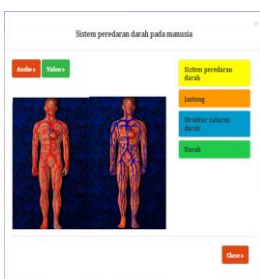 Sistem peredaran darah pada manusia
×
Audio »
Video »
Sistem peredaran
darah
Jantung
Struktur saluran
darah
Darah
Close »